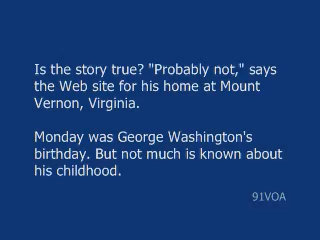 Is the story true? "Probably not," says
the Web site for his home at Mount
Vernon, Virginia.
Monday was George Washington's
birthday. But not much is known about
his childhood.
91VOA